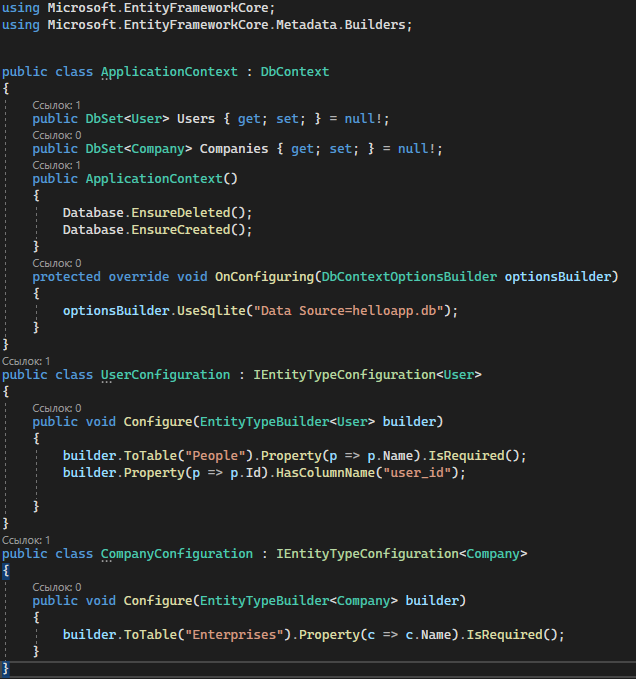 using Microsoft.EntityFrameworkCore;
using Microsoft.EntityFrameworkCore.Metadata.Builders;
public class ApplicationContext : DbContext
{
Ссылок: 1
public DbSet<User> Users { get; set; } = null!;
Ссылок: 0
public DbSet<Company> Companies { get; set; } = null!;
Ссылок: 1
public ApplicationContext()
{
Database.EnsureDeleted();
Database.EnsureCreated();
}
Ссылок: 0
protected override void OnConfiguring(DbContextOptionsBuilder optionsBuilder)
{
optionsBuilder.UseSqlite("Data Source=helloapp.db");
}
}
Ссылок: 1
public class UserConfiguration : IEntityTypeConfiguration<User>
{
Ссылок: 0
public void Configure(EntityTypeBuilder<User> builder)
{
builder.ToTable("People").Property(p => p.Name).IsRequired();
builder.Property(p => p.Id).HasColumnName("user_id");
}
}
Ссылок: 1
public class CompanyConfiguration : IEntityTypeConfiguration<Company>
{
Ссылок: 0
public void Configure(EntityTypeBuilder<Company> builder)
{
builder.ToTable("Enterprises").Property(c => c.Name).IsRequired();
}
}